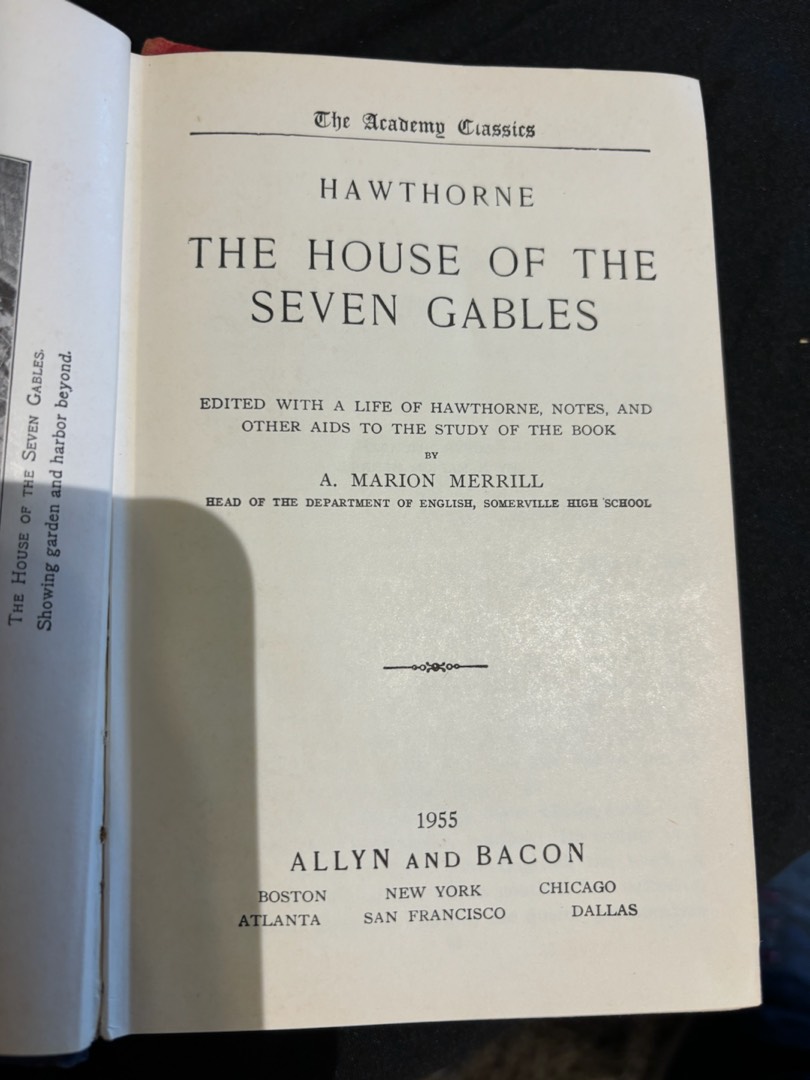 THE HOUSE OF THE SEVEN GABLES.
Showing garden and harbor beyond.
The Academy Classics
HAWTHORNE
THE HOUSE OF THE
SEVEN GABLES
EDITED WITH A LIFE OF HAWTHORNE, NOTES, AND
OTHER AIDS TO THE STUDY OF THE BOOK
BY
A. MARION MERRILL
HEAD OF THE DEPARTMENT OF ENGLISH, SOMERVILLE HIGH SCHOOL
1955
ALLYN AND BACON
BOSTON NEW YORK CHICAGO
ATLANTA SAN FRANCISCO DALLAS